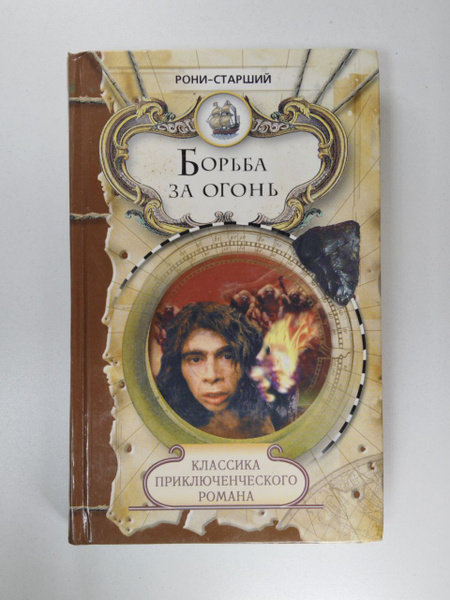 РОНИ-СТАРШИЙ
БОРЬБА
ЗА ОГОНЬ
КЛАССИКА
ПРИКЛЮЧЕНЧЕСКОГО
РОМАНА